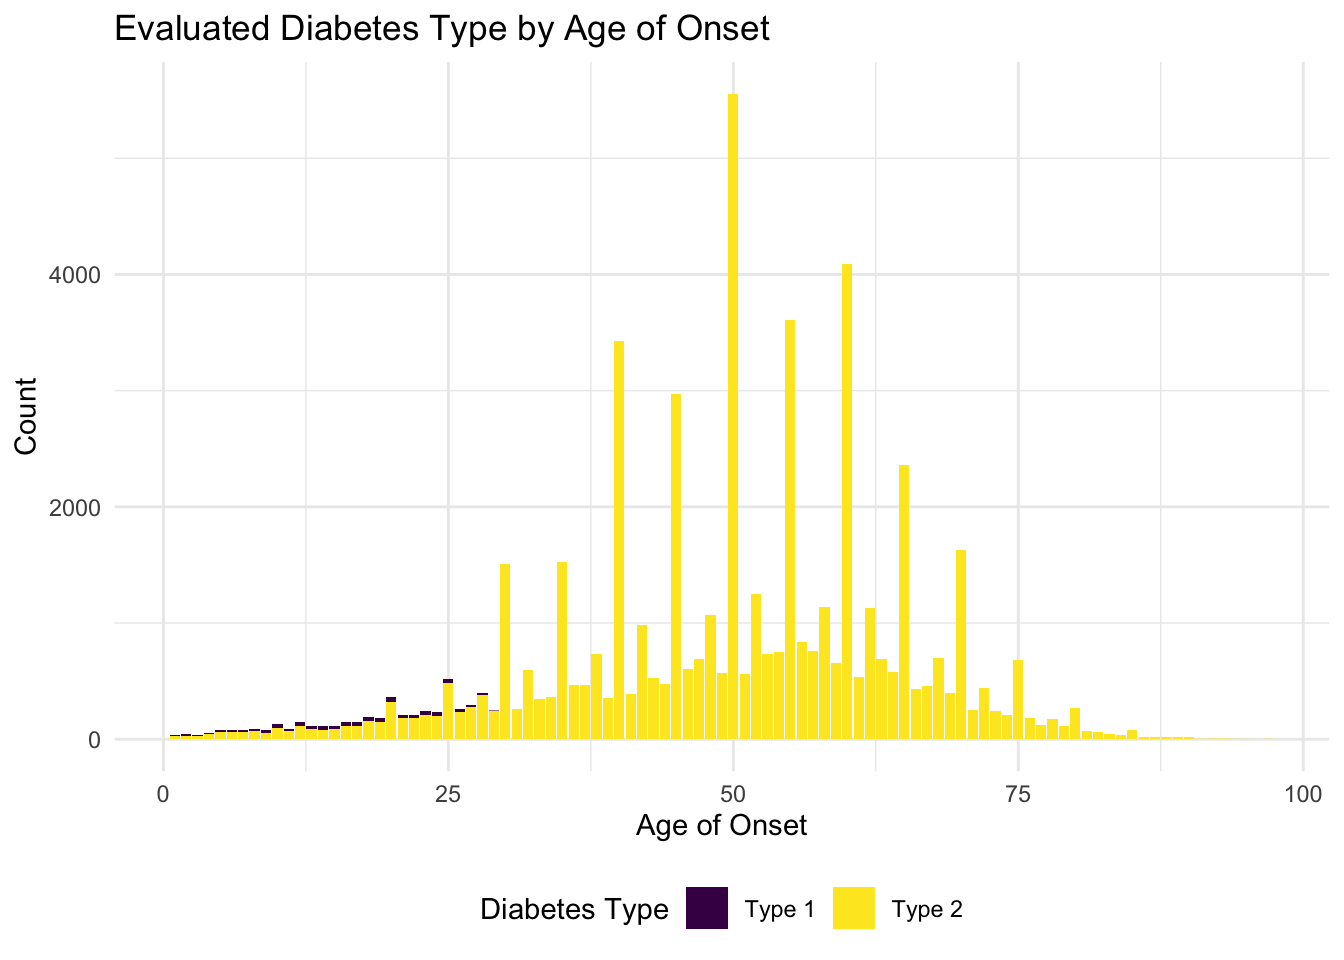 Evaluated Diabetes Type by Age of Onset
Count
4000
2000
0
0 25 50 75 100
Age of Onset
Diabetes Type Type 1 Type 2